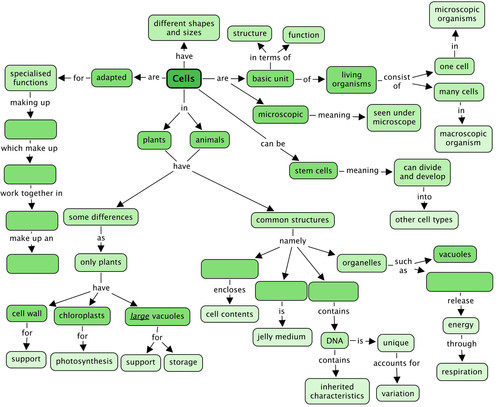 different shapes
and sizes
structure
function
microscopic
organisms
have
in terms of
in
specialised
functions
for
adapted
are
Cells
are
basic unit
of
living
organisms
consist
of
one cell
many cells
making up
in
microscopic
meaning
seen under
microscope
in
macroscopic
organism
which make up
plants
animals
can be
have
stem cells
meaning
can divide
and develop
work together in
into
make up an
some differences
common structures
other cell types
as
namely
only plants
organelles
such
as
vacuoles
have
encloses
cell contents
is
contains
release
cell wall
chloroplasts
large vacuoles
jelly medium
DNA
is
unique
energy
for
for
for
contains
accounts for
through
support
photosynthesis
support
storage
inherited
characteristics
variation
respiration